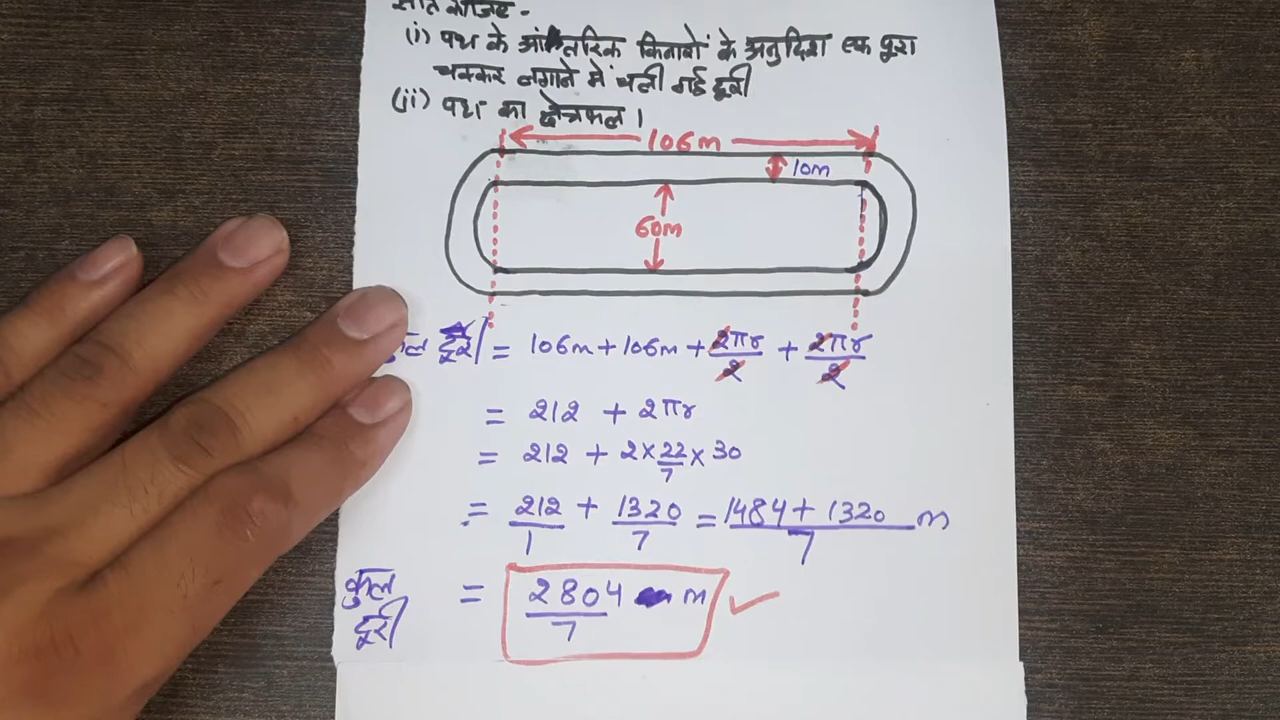 ज्ञात कीजिए -
(i) पथ के आंतरिक किनारों के अनुदिश एक पूरा
चक्कर लगाने में चली गई दूरी
(ii) पथ का क्षेत्रफल ।
106m
10m
60m
दूरी = 106m + 106m + 2πr/2 + 2πr/2
= 212 + 2πr
= 212 + 2 × 22/7 × 30
= 212/1 + 1320/7 = 1484 + 1320/7 m
कुल दूरी = 2804/7 m